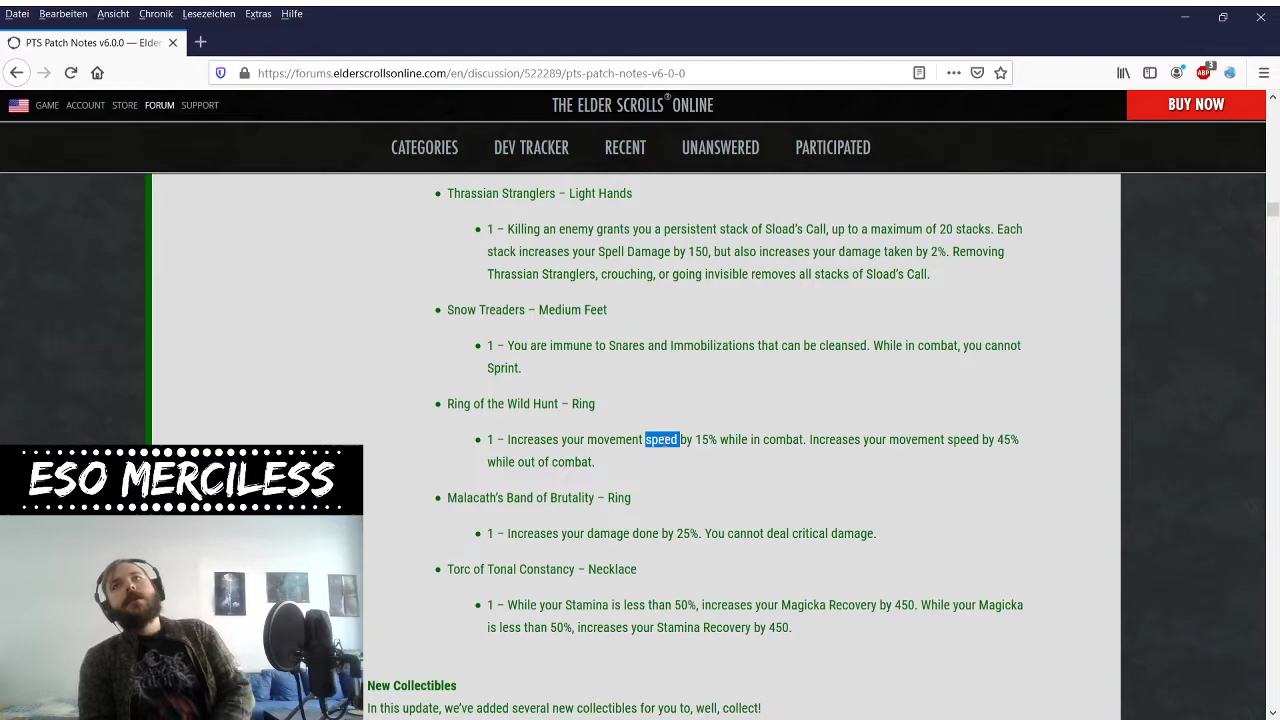 Datei Bearbeiten Ansicht Chronik Lesezeichen Extras Hilfe
PTS Patch Notes v6.0.0 — Elder
https://forums.elderscrollsonline.com/en/discussion/522289/pts-patch-notes-v6-0-0
ABP 3
GAME ACCOUNT STORE FORUM SUPPORT
THE ELDER SCROLLS® ONLINE
BUY NOW
CATEGORIES DEV TRACKER RECENT UNANSWERED PARTICIPATED
• Thrassian Stranglers – Light Hands
• 1 – Killing an enemy grants you a persistent stack of Sload's Call, up to a maximum of 20 stacks. Each
stack increases your Spell Damage by 150, but also increases your damage taken by 2%. Removing
Thrassian Stranglers, crouching, or going invisible removes all stacks of Sload's Call.
• Snow Treaders – Medium Feet
• 1 – You are immune to Snares and Immobilizations that can be cleansed. While in combat, you cannot
Sprint.
• Ring of the Wild Hunt – Ring
• 1 – Increases your movement speed by 15% while in combat. Increases your movement speed by 45%
while out of combat.
• Malacath's Band of Brutality – Ring
• 1 – Increases your damage done by 25%. You cannot deal critical damage.
• Torc of Tonal Constancy – Necklace
• 1 – While your Stamina is less than 50%, increases your Magicka Recovery by 450. While your Magicka
is less than 50%, increases your Stamina Recovery by 450.
New Collectibles
In this update, we've added several new collectibles for you to, well, collect!
ESO MERCILESS